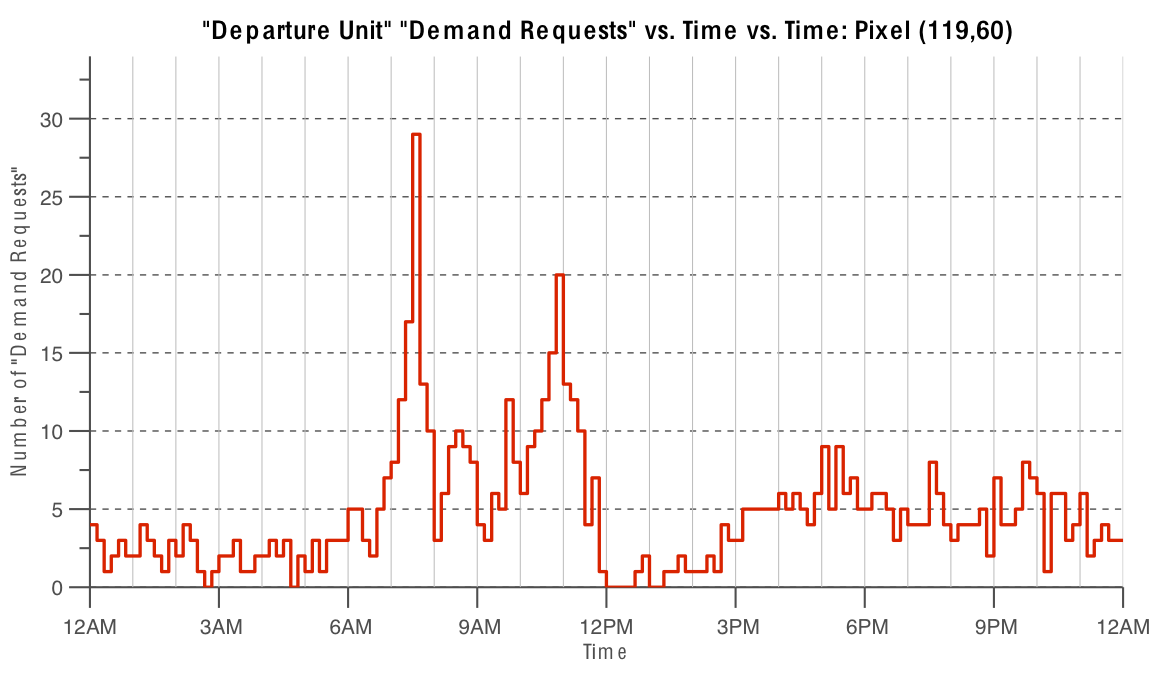 "Departure Unit" "Demand Requests" vs. Time vs. Time: Pixel (119,60)
Number of "Demand Requests"
30
25
20
15
10
5
0
12AM 3AM 6AM 9AM 12PM 3PM 6PM 9PM 12AM
Time